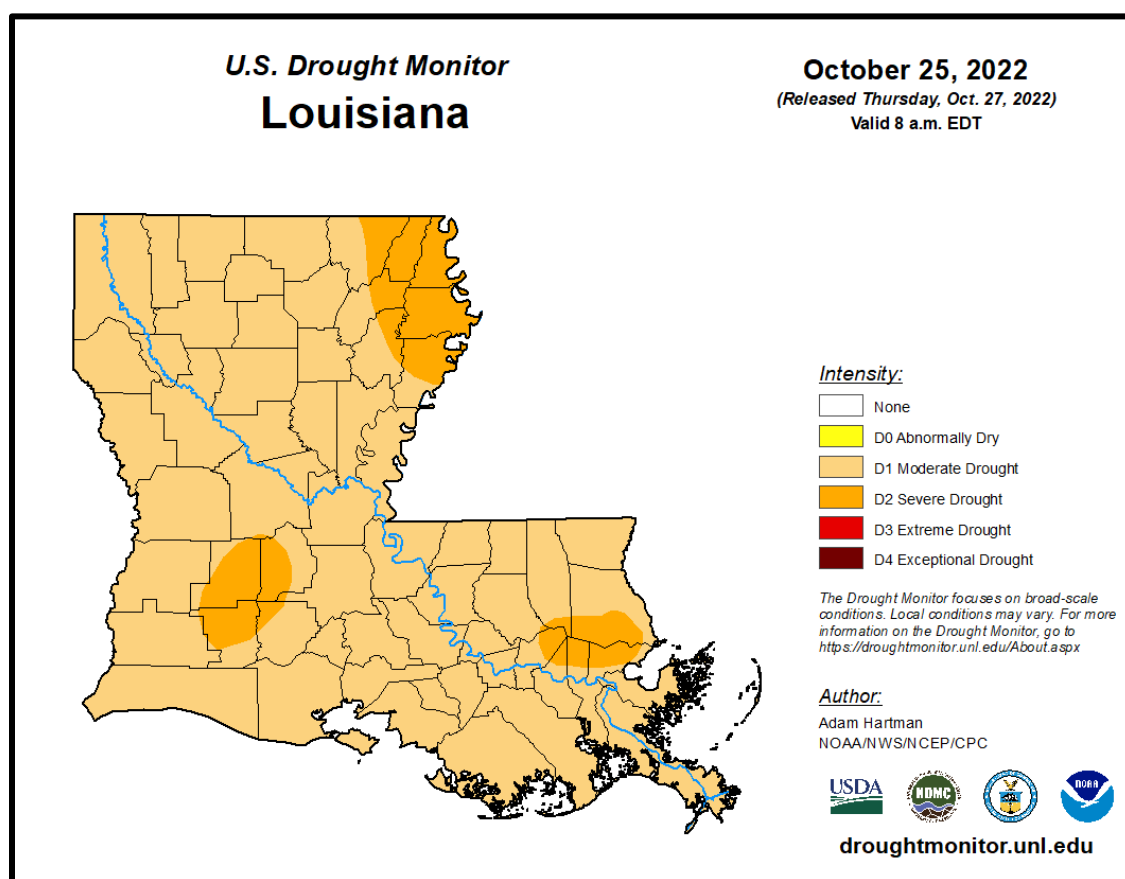 U.S. Drought Monitor
Louisiana
October 25, 2022
(Released Thursday, Oct. 27, 2022)
Valid 8 a.m. EDT
Intensity:
None
D0 Abnormally Dry
D1 Moderate Drought
D2 Severe Drought
D3 Extreme Drought
D4 Exceptional Drought
The Drought Monitor focuses on broad-scale
conditions. Local conditions may vary. For more
information on the Drought Monitor, go to
https://droughtmonitor.unl.edu/About.aspx
Author:
Adam Hartman
NOAA/NWS/NCEP/CPC
USDA
NDMC
NOAA
droughtmonitor.unl.edu